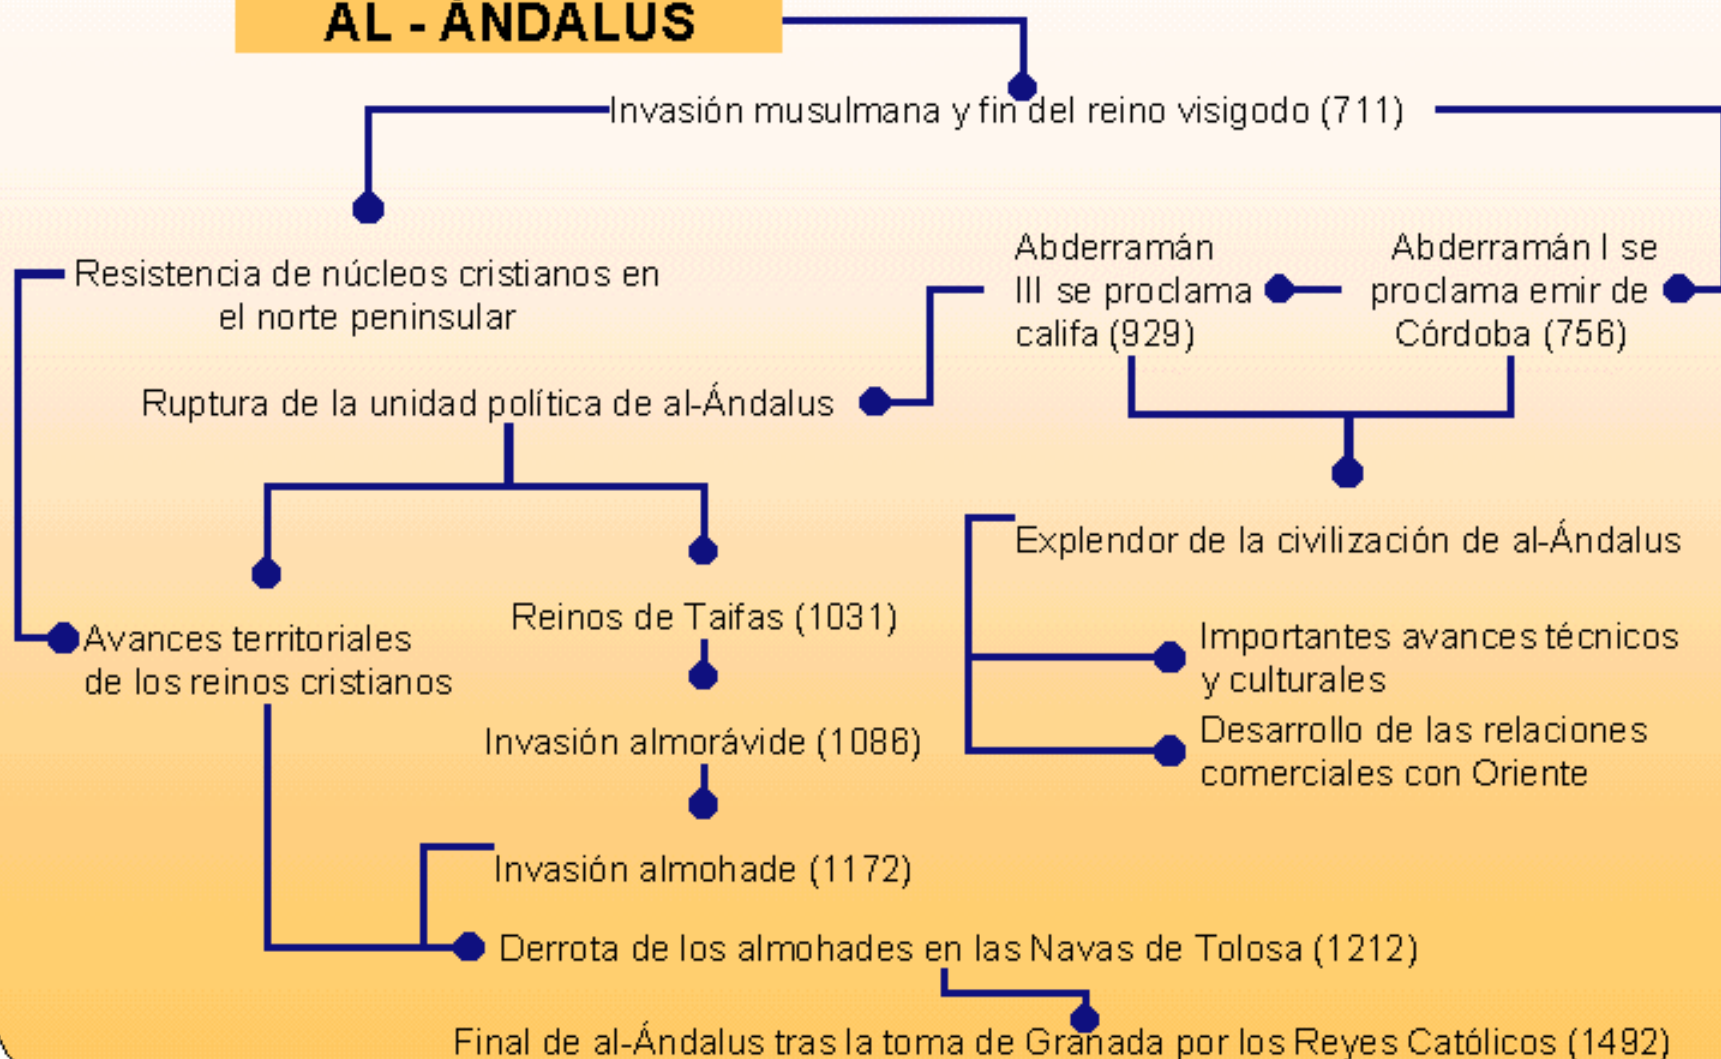 AL - ÁNDALUS
Invasión musulmana y fin del reino visigodo (711)
Resistencia de núcleos cristianos en
el norte peninsular
Abderramán
III se proclama
califa (929)
Abderramán I se
proclama emir de
Córdoba (756)
Ruptura de la unidad política de al-Ándalus
Explendor de la civilización de al-Ándalus
Reinos de Taifas (1031)
Avances territoriales
de los reinos cristianos
Importantes avances técnicos
y culturales
Invasión almorávide (1086)
Desarrollo de las relaciones
comerciales con Oriente
Invasión almohade (1172)
Derrota de los almohades en las Navas de Tolosa (1212)
Final de al-Ándalus tras la toma de Granada por los Reyes Católicos (1492)